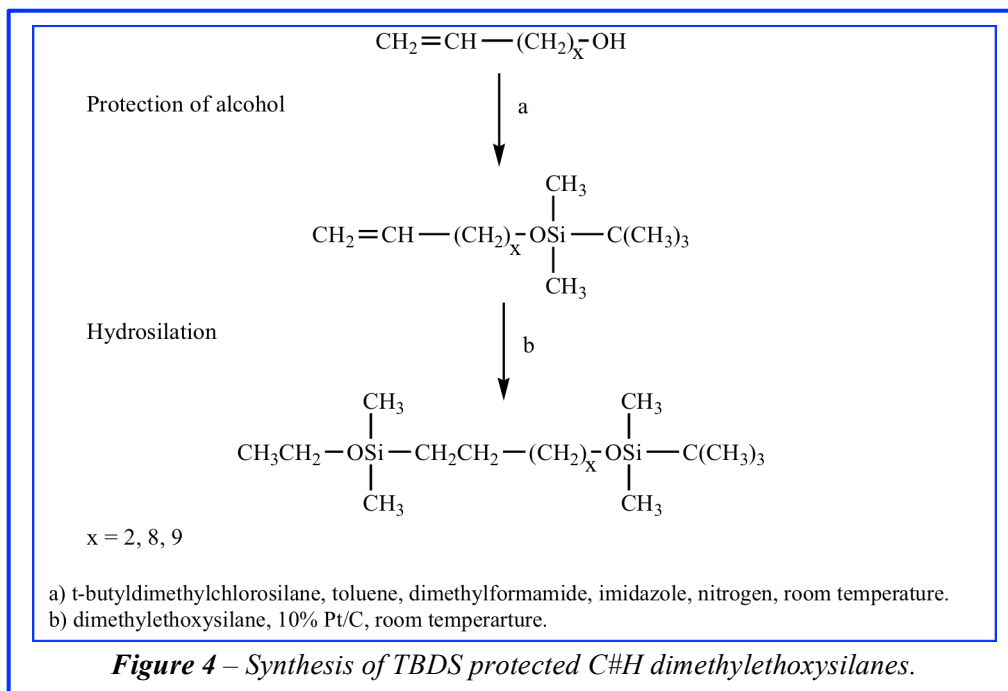 CH₂=CH—(CH₂)ₓ-OH
Protection of alcohol
a
CH₃
CH₂=CH—(CH₂)ₓ-OSi—C(CH₃)₃
CH₃
Hydrosilation
b
CH₃ CH₃
CH₃CH₂—OSi—CH₂CH₂—(CH₂)ₓ-OSi—C(CH₃)₃
CH₃ CH₃
x = 2, 8, 9
a) t-butyldimethylchlorosilane, toluene, dimethylformamide, imidazole, nitrogen, room temperature.
b) dimethylethoxysilane, 10% Pt/C, room temperarture.
Figure 4 – Synthesis of TBDS protected C#H dimethylethoxysilanes.